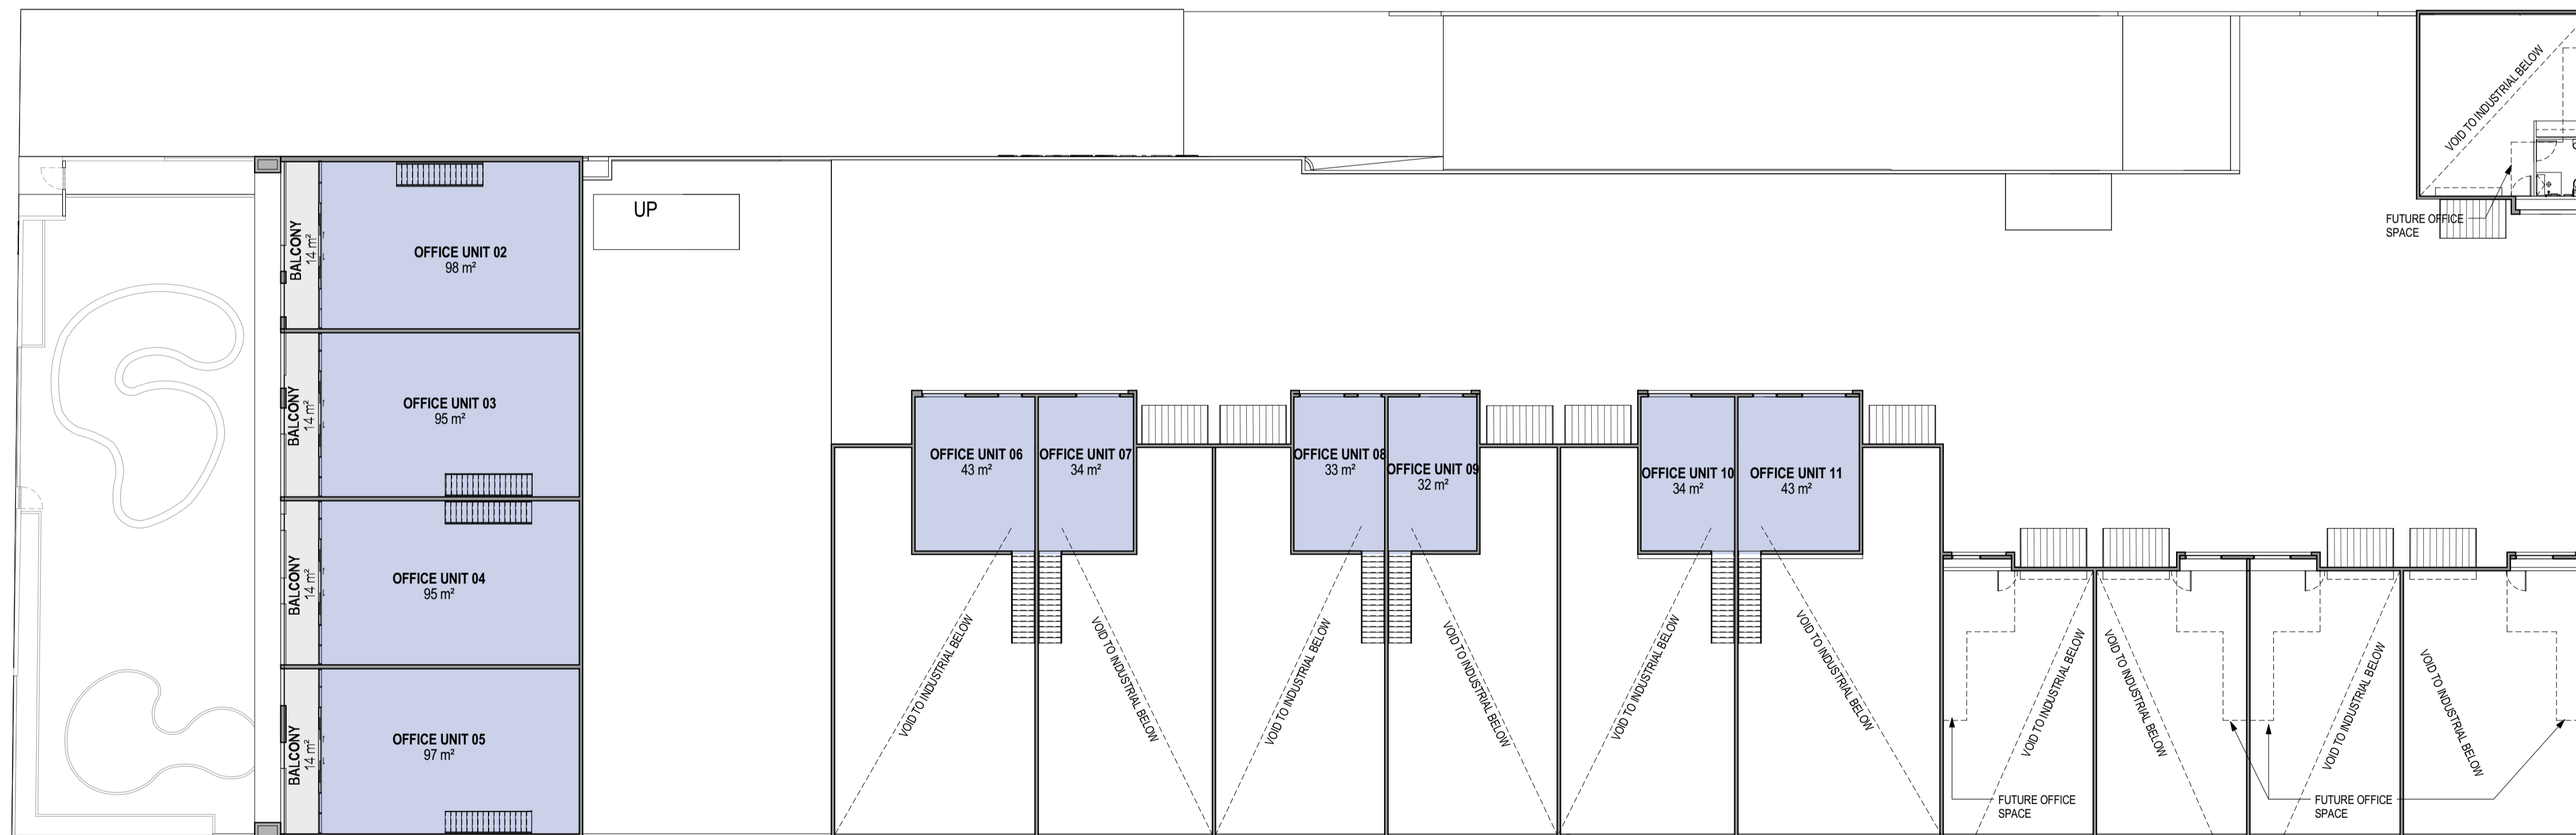 VOID TO INDUSTRIAL BELOW
FUTURE OFFICE
SPACE
UP
BALCONY
14 m²
OFFICE UNIT 02
98 m²
BALCONY
14 m²
OFFICE UNIT 03
95 m²
BALCONY
14 m²
OFFICE UNIT 04
95 m²
BALCONY
14 m²
OFFICE UNIT 05
97 m²
OFFICE UNIT 06
43 m²
OFFICE UNIT 07
34 m²
OFFICE UNIT 08
33 m²
OFFICE UNIT 09
32 m²
OFFICE UNIT 10
34 m²
OFFICE UNIT 11
43 m²
VOID TO INDUSTRIAL BELOW
VOID TO INDUSTRIAL BELOW
VOID TO INDUSTRIAL BELOW
VOID TO INDUSTRIAL BELOW
VOID TO INDUSTRIAL BELOW
VOID TO INDUSTRIAL BELOW
VOID TO INDUSTRIAL BELOW
VOID TO INDUSTRIAL BELOW
VOID TO INDUSTRIAL BELOW
VOID TO INDUSTRIAL BELOW
FUTURE OFFICE
SPACE
FUTURE OFFICE
SPACE